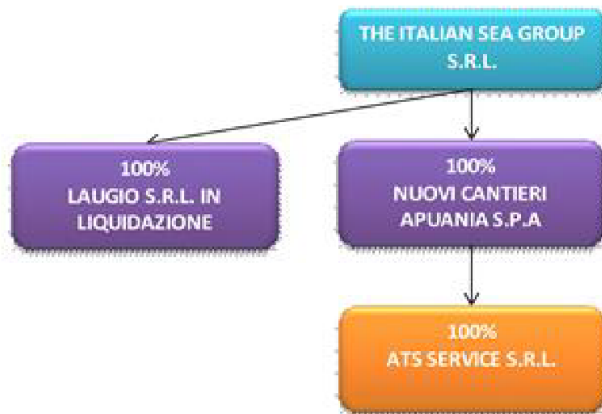 THE ITALIAN SEA GROUP
S.R.L.
100%
LAUGIO S.R.L. IN
LIQUIDAZIONE
100%
NUOVI CANTIERI
APUANIA S.P.A
100%
ATS SERVICE S.R.L.